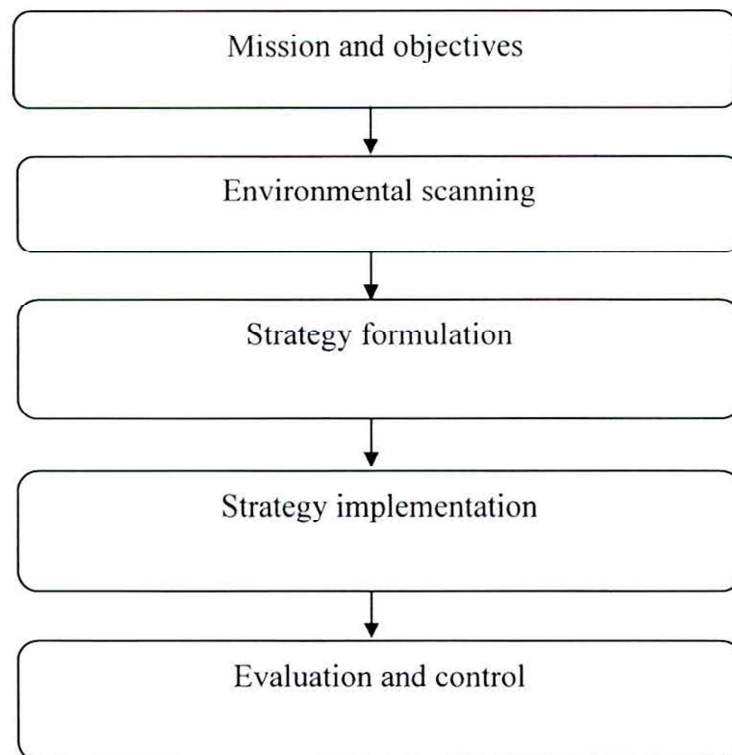 Mission and objectives
Environmental scanning
Strategy formulation
Strategy implementation
Evaluation and control